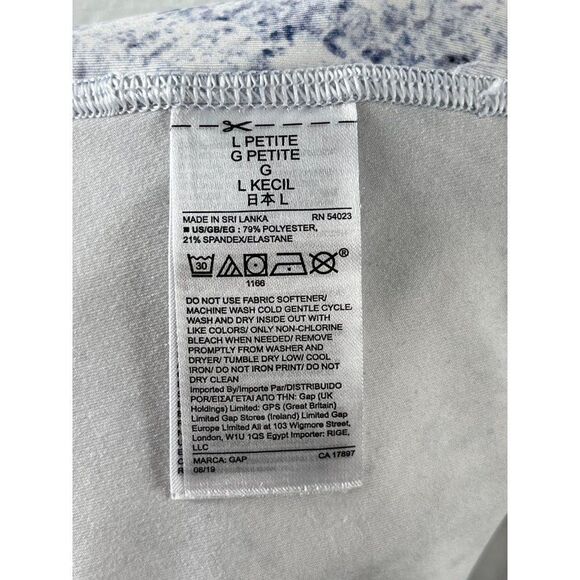 L PETITE
G PETITE
G
L KECIL
日本 L
MADE IN SRI LANKA RN 54023
■ US/GB/EG : 79% POLYESTER,
21% SPANDEX/ELASTANE
30
®
1166
DO NOT USE FABRIC SOFTENER/
MACHINE WASH COLD GENTLE CYCLE,
WASH AND DRY INSIDE OUT WITH
LIKE COLORS/ ONLY NON-CHLORINE
BLEACH WHEN NEEDED/ REMOVE
PROMPTLY FROM WASHER AND
DRYER/ TUMBLE DRY LOW/ COOL
IRON/ DO NOT IRON PRINT/ DO NOT
DRY CLEAN
Imported By/Importe Par/DISTRIBUIDO
POR/ΕΙΣΑΓΕΤΑΙ ΑΠΟ ΤΗΝ: Gap (UK
Holdings) Limited: GPS (Great Britain)
Limited Gap Stores (Ireland) Limited Gap
Europe Limited All at 103 Wigmore Street,
London, W1U 1QS Egypt Importer: RIGE,
LLC
MARCA: GAP CA 17897
06/19